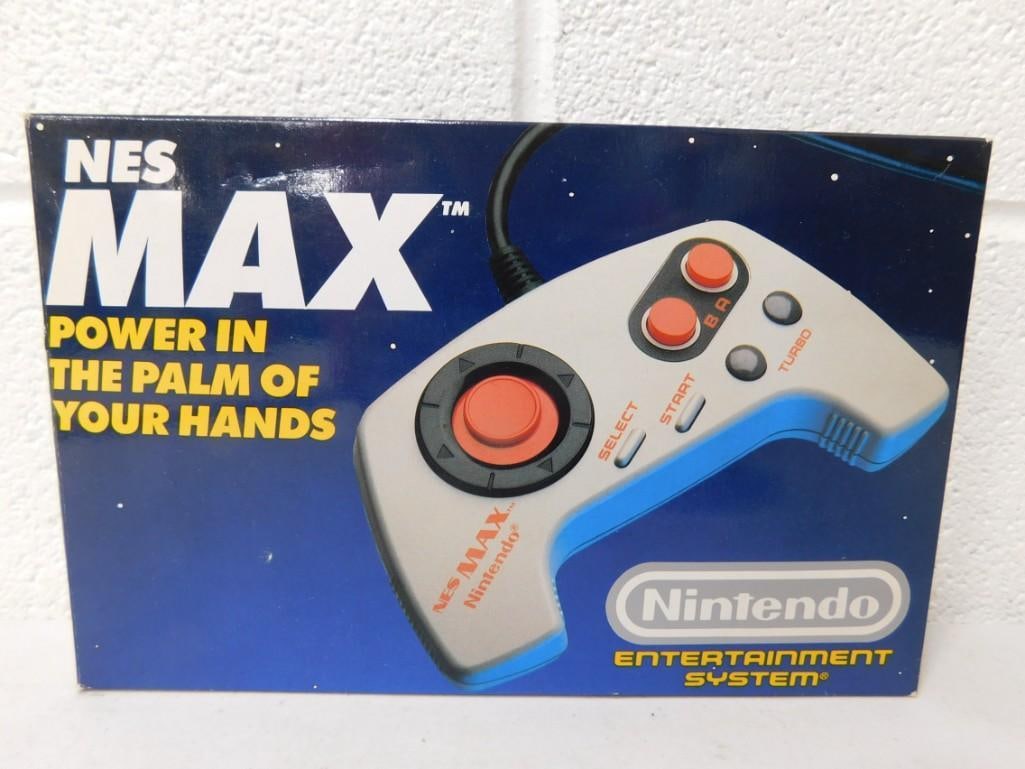 NES
MAX™
POWER IN
THE PALM OF
YOUR HANDS
B A
TURBO
SELECT
START
NES MAX™
Nintendo®
Nintendo
ENTERTAINMENT
SYSTEM®